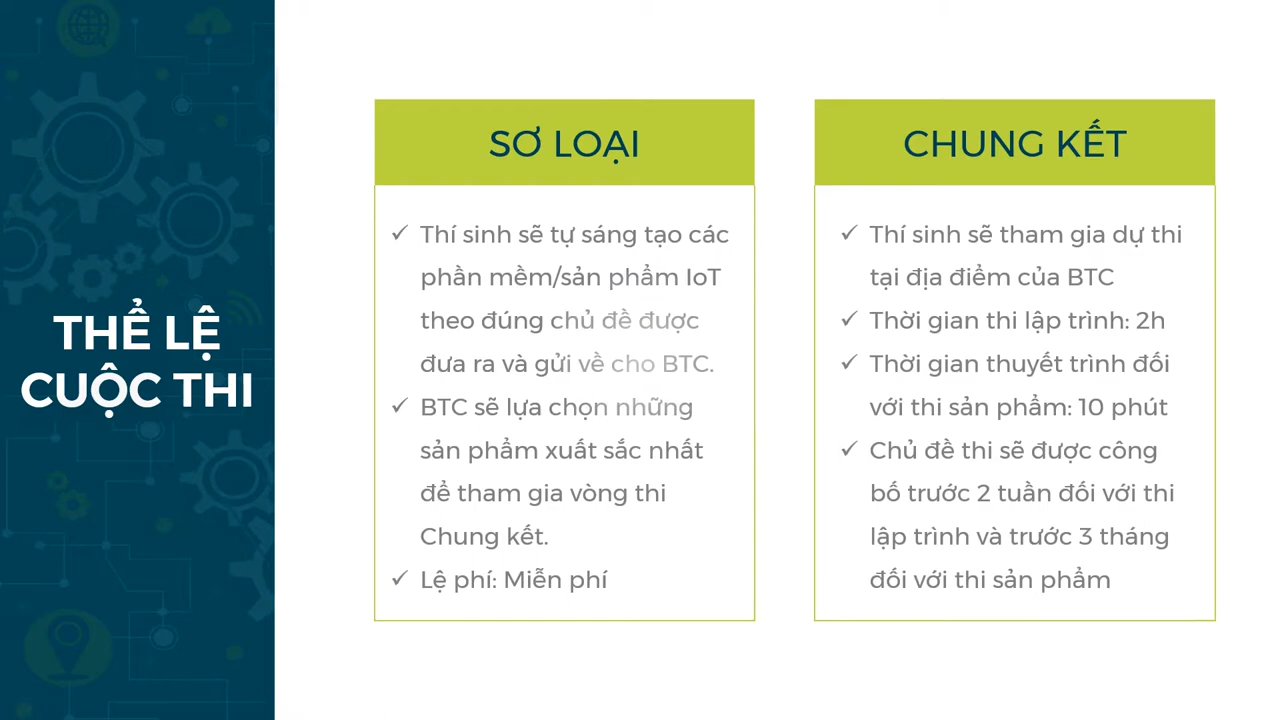 THỂ LỆ
CUỘC THI
SƠ LOẠI
✓ Thí sinh sẽ tự sáng tạo các
phần mềm/sản phẩm IoT
theo đúng chủ đề được
đưa ra và gửi về cho BTC.
✓ BTC sẽ lựa chọn những
sản phẩm xuất sắc nhất
để tham gia vòng thi
Chung kết.
✓ Lệ phí: Miễn phí
CHUNG KẾT
✓ Thí sinh sẽ tham gia dự thi
tại địa điểm của BTC
✓ Thời gian thi lập trình: 2h
✓ Thời gian thuyết trình đối
với thi sản phẩm: 10 phút
✓ Chủ đề thi sẽ được công
bố trước 2 tuần đối với thi
lập trình và trước 3 tháng
đối với thi sản phẩm